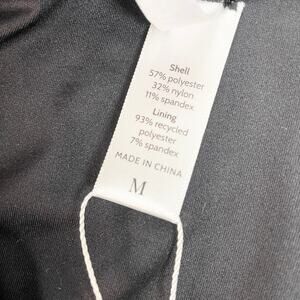 Shell
57% polyester
32% nylon
11% spandex
Lining
93% recycled
polyester
7% spandex
MADE IN CHINA
M